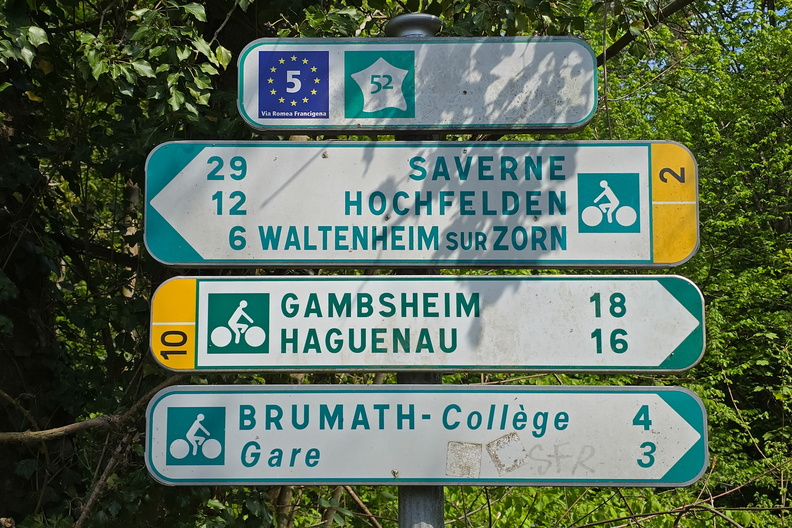 5 52
Via Romea Francigena
29 SAVERNE 2
12 HOCHFELDEN
6 WALTENHEIM SUR ZORN
10 GAMBSHEIM 18
HAGUENAU 16
BRUMATH-Collège 4
Gare 3
SFR